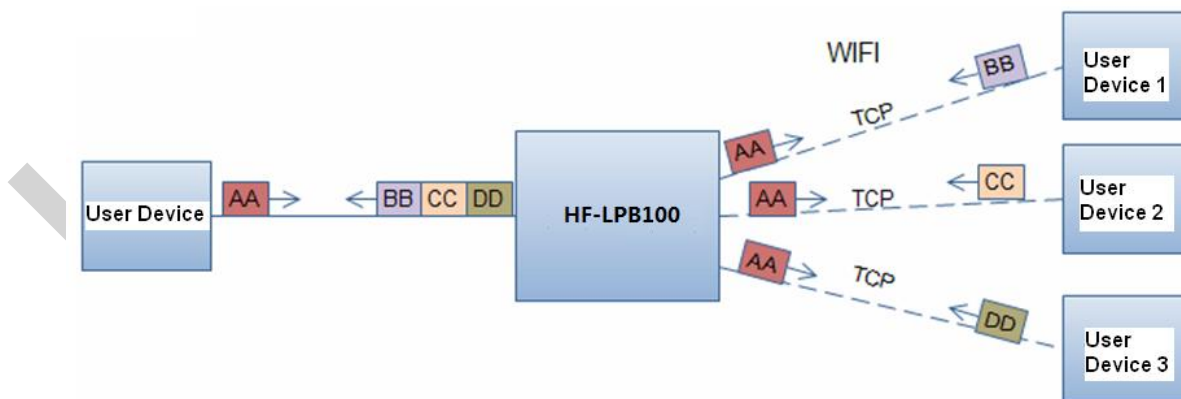 WIFI
BB
User
Device 1
TCP
AA
User Device
AA
BB CC DD
HF-LPB100
AA
TCP
CC
User
Device 2
AA
TCP
DD
User
Device 3